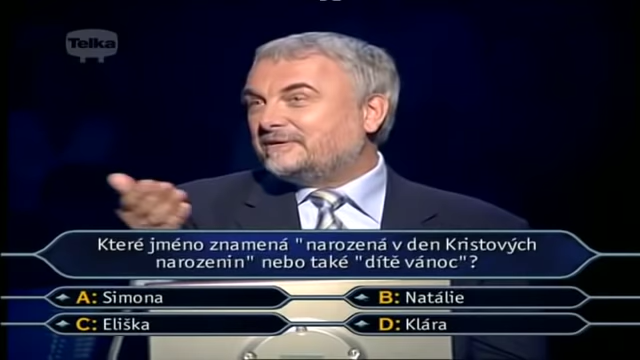 Telka
Které jméno znamená "narozená v den Kristových
narozenin" nebo také "dítě vánoc"?
A: Simona
B: Natálie
C: Eliška
D: Klára